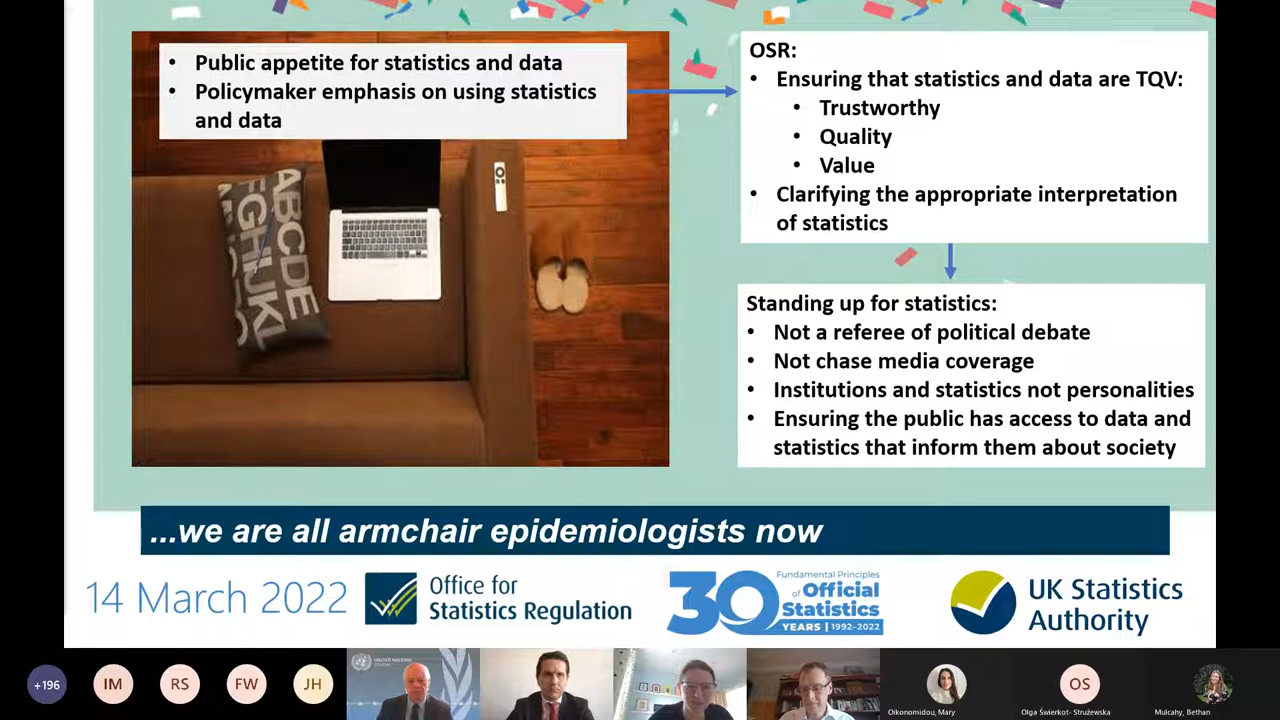 • Public appetite for statistics and data
• Policymaker emphasis on using statistics
and data
OSR:
• Ensuring that statistics and data are TQV:
• Trustworthy
• Quality
• Value
• Clarifying the appropriate interpretation
of statistics
Standing up for statistics:
• Not a referee of political debate
• Not chase media coverage
• Institutions and statistics not personalities
• Ensuring the public has access to data and
statistics that inform them about society
ABCDE
FGHIJKL
...we are all armchair epidemiologists now
14 March 2022
Office for
Statistics Regulation
30
Fundamental Principles
of Official
Statistics
YEARS | 1992–2022
UK Statistics
Authority
+196
IM
RS
FW
JH
UNITED NATIONS
OS
Oikonomidou, Mary
Olga Świerkot- Strużewska
Mulcahy, Bethan